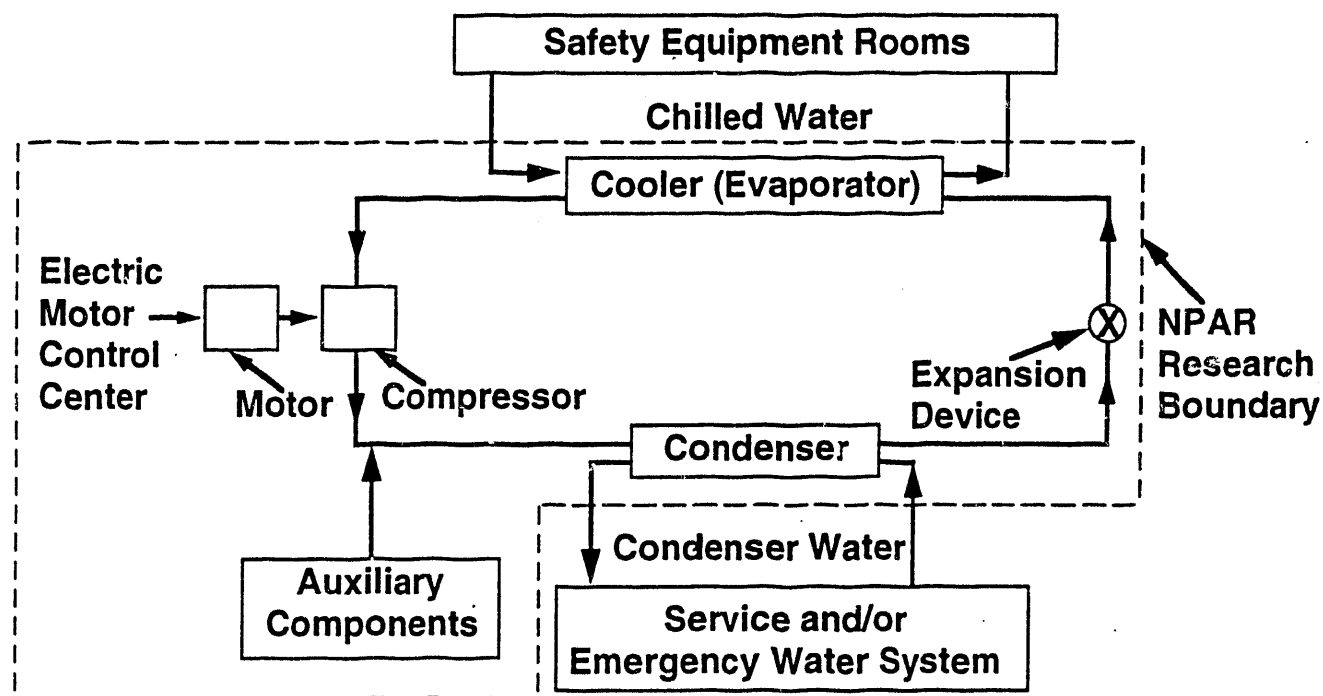 Safety Equipment Rooms
Chilled Water
Cooler (Evaporator)
Electric
Motor
Control
Center
Motor
Compressor
Expansion
Device
X
NPAR
Research
Boundary
Condenser
Condenser Water
Auxiliary
Components
Service and/or
Emergency Water System